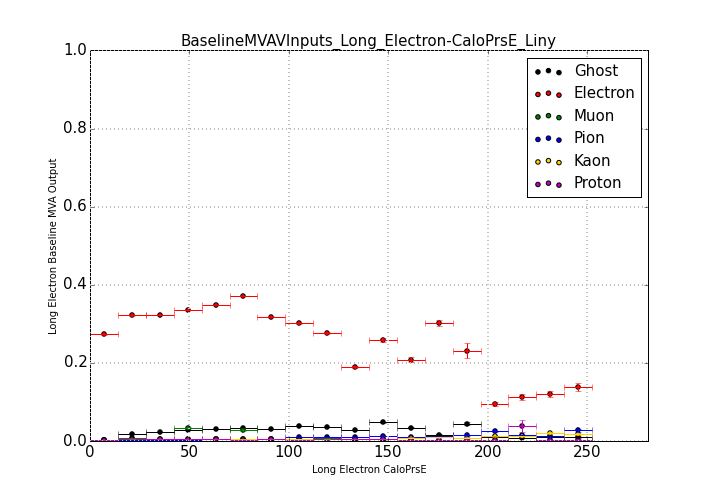 BaselineMVAVInputs_Long_Electron-CaloPrsE_Liny
1.0
0.8
0.6
0.4
0.2
0.0
Long Electron Baseline MVA Output
Ghost
Electron
Muon
Pion
Kaon
Proton
0
50
100
150
200
250
Long Electron CaloPrsE